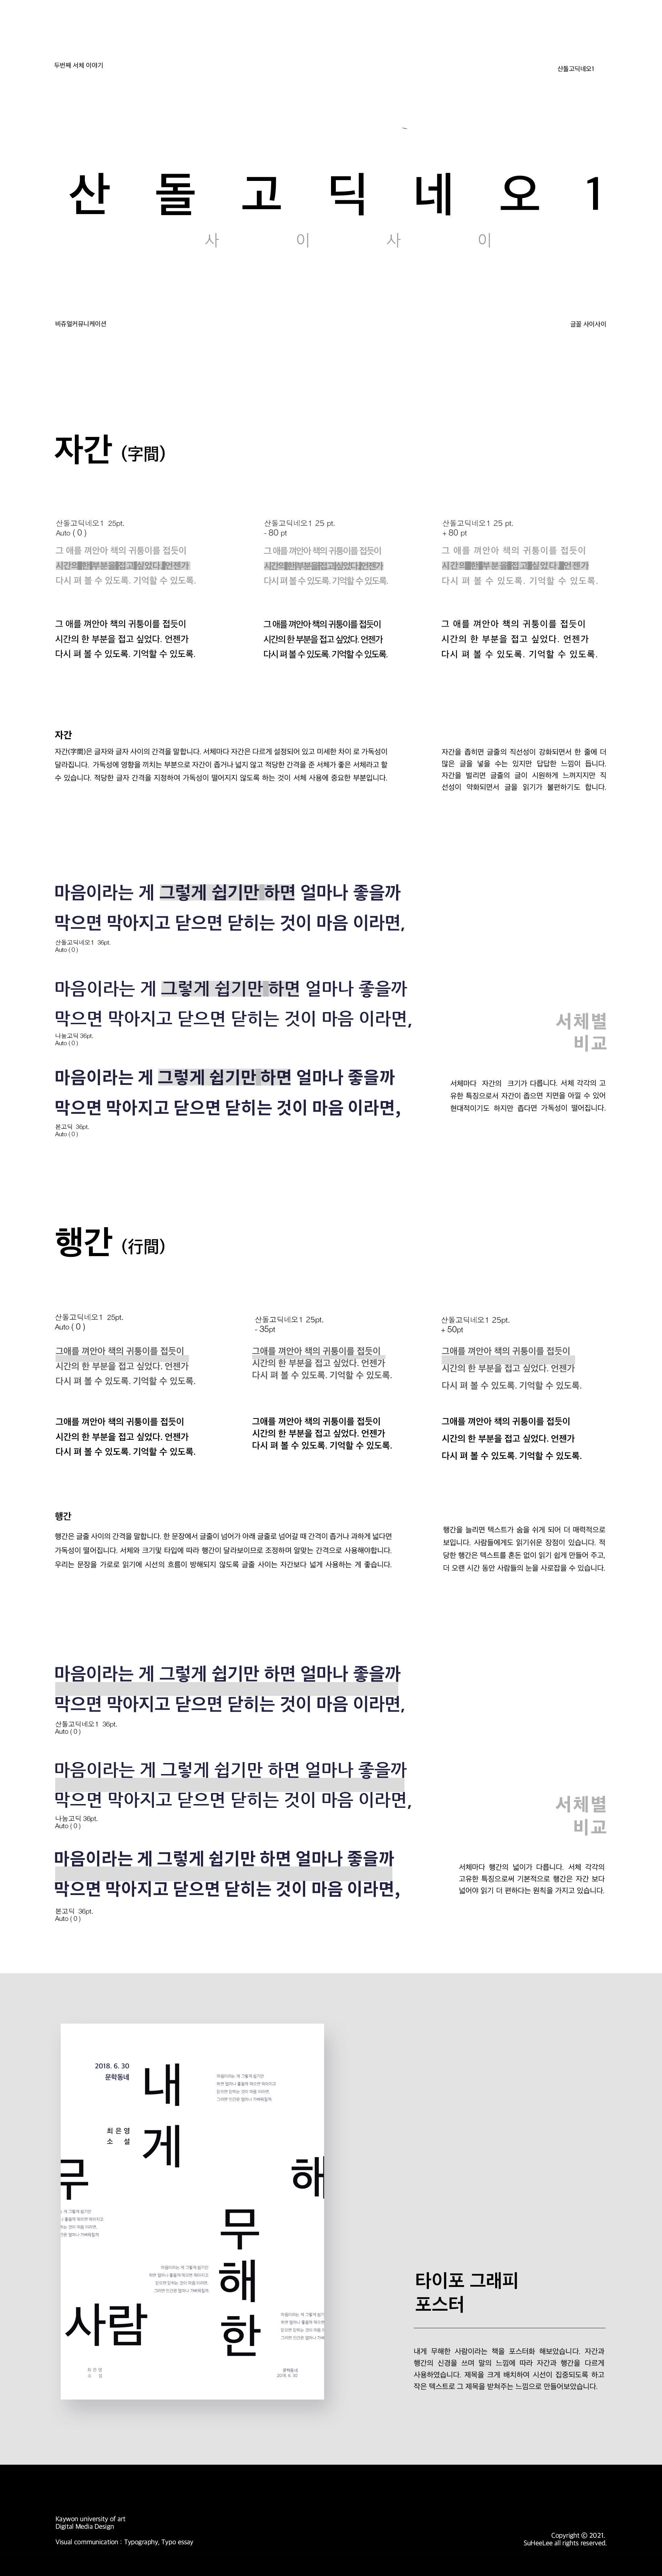 두번째 서체 이야기
산돌고딕네오1
산 돌 고 딕 네 오 1
사 이 사 이
비쥬얼커뮤니케이션
글꼴 사이사이
자간 (字間)
산돌고딕네오1 25pt.
Auto ( 0 )
그 애를 껴안아 책의 귀퉁이를 접듯이
시간의 한 부분을 접고 싶었다. 언젠가
다시 펴 볼 수 있도록. 기억할 수 있도록.
그 애를 껴안아 책의 귀퉁이를 접듯이
시간의 한 부분을 접고 싶었다. 언젠가
다시 펴 볼 수 있도록. 기억할 수 있도록.
산돌고딕네오1 25 pt.
- 80 pt
그 애를 껴안아 책의 귀퉁이를 접듯이
시간의 한 부분을 접고 싶었다. 언젠가
다시 펴 볼 수 있도록. 기억할 수 있도록.
그 애를 껴안아 책의 귀퉁이를 접듯이
시간의 한 부분을 접고 싶었다. 언젠가
다시 펴 볼 수 있도록. 기억할 수 있도록.
산돌고딕네오1 25 pt.
+ 80 pt
그 애를 껴안아 책의 귀퉁이를 접듯이
시간의 한 부분을 접고 싶었다. 언젠가
다시 펴 볼 수 있도록. 기억할 수 있도록.
그 애를 껴안아 책의 귀퉁이를 접듯이
시간의 한 부분을 접고 싶었다. 언젠가
다시 펴 볼 수 있도록. 기억할 수 있도록.
자간
자간(字間)은 글자와 글자 사이의 간격을 말합니다. 서체마다 자간은 다르게 설정되어 있고 미세한 차이 로 가독성이
달라집니다. 가독성에 영향을 끼치는 부분으로 자간이 좁거나 넓지 않고 적당한 간격을 준 서체가 좋은 서체라고 할
수 있습니다. 적당한 글자 간격을 지정하여 가독성이 떨어지지 않도록 하는 것이 서체 사용에 중요한 부분입니다.
자간을 좁히면 글줄의 직선성이 강화되면서 한 줄에 더
많은 글을 넣을 수는 있지만 답답한 느낌이 듭니다.
자간을 벌리면 글줄의 글이 시원하게 느껴지지만 직
선성이 약화되면서 글을 읽기가 불편하기도 합니다.
마음이라는 게 그렇게 쉽기만 하면 얼마나 좋을까
막으면 막아지고 닫으면 닫히는 것이 마음 이라면,
산돌고딕네오1 36pt.
Auto ( 0 )
마음이라는 게 그렇게 쉽기만 하면 얼마나 좋을까
막으면 막아지고 닫으면 닫히는 것이 마음 이라면,
나눔고딕 36pt.
Auto ( 0 )
마음이라는 게 그렇게 쉽기만 하면 얼마나 좋을까
막으면 막아지고 닫으면 닫히는 것이 마음 이라면,
본고딕 36pt.
Auto ( 0 )
서체별
비교
서체마다 자간의 크기가 다릅니다. 서체 각각의 고
유한 특징으로서 자간이 좁으면 지면을 아낄 수 있어
현대적이기도 하지만 좁다면 가독성이 떨어집니다.
행간 (行間)
산돌고딕네오1 25pt.
Auto ( 0 )
그애를 껴안아 책의 귀퉁이를 접듯이
시간의 한 부분을 접고 싶었다. 언젠가
다시 펴 볼 수 있도록. 기억할 수 있도록.
그애를 껴안아 책의 귀퉁이를 접듯이
시간의 한 부분을 접고 싶었다. 언젠가
다시 펴 볼 수 있도록. 기억할 수 있도록.
산돌고딕네오1 25pt.
- 35pt
그애를 껴안아 책의 귀퉁이를 접듯이
시간의 한 부분을 접고 싶었다. 언젠가
다시 펴 볼 수 있도록. 기억할 수 있도록.
그애를 껴안아 책의 귀퉁이를 접듯이
시간의 한 부분을 접고 싶었다. 언젠가
다시 펴 볼 수 있도록. 기억할 수 있도록.
산돌고딕네오1 25pt.
+ 50pt
그애를 껴안아 책의 귀퉁이를 접듯이
시간의 한 부분을 접고 싶었다. 언젠가
다시 펴 볼 수 있도록. 기억할 수 있도록.
그애를 껴안아 책의 귀퉁이를 접듯이
시간의 한 부분을 접고 싶었다. 언젠가
다시 펴 볼 수 있도록. 기억할 수 있도록.
행간
행간은 글줄 사이의 간격을 말합니다. 한 문장에서 글줄이 넘어가 아래 글줄로 넘어갈 때 간격이 좁거나 과하게 넓다면
가독성이 떨어집니다. 서체와 크기및 타입에 따라 행간이 달라보이므로 조정하며 알맞는 간격으로 사용해야합니다.
우리는 문장을 가로로 읽기에 시선의 흐름이 방해되지 않도록 글줄 사이는 자간보다 넓게 사용하는 게 좋습니다.
행간을 늘리면 텍스트가 숨을 쉬게 되어 더 매력적으로
보입니다. 사람들에게도 읽기쉬운 장점이 있습니다. 적
당한 행간은 텍스트를 혼돈 없이 읽기 쉽게 만들어 주고,
더 오랜 시간 동안 사람들의 눈을 사로잡을 수 있습니다.
마음이라는 게 그렇게 쉽기만 하면 얼마나 좋을까
막으면 막아지고 닫으면 닫히는 것이 마음 이라면,
산돌고딕네오1 36pt.
Auto ( 0 )
마음이라는 게 그렇게 쉽기만 하면 얼마나 좋을까
막으면 막아지고 닫으면 닫히는 것이 마음 이라면,
나눔고딕 36pt.
Auto ( 0 )
마음이라는 게 그렇게 쉽기만 하면 얼마나 좋을까
막으면 막아지고 닫으면 닫히는 것이 마음 이라면,
본고딕 36pt.
Auto ( 0 )
서체별
비교
서체마다 행간의 넓이가 다릅니다. 서체 각각의
고유한 특징으로써 기본적으로 행간은 자간 보다
넓어야 읽기 더 편하다는 원칙을 가지고 있습니다.
2018. 6. 30
문학동네
내
게
최 은 영
소 설
무
해
무
해
한
사람
최 은 영
소 설
문학동네
2018. 6. 30
타이포 그래피
포스터
내게 무해한 사람이라는 책을 포스터화 해보았습니다. 자간과
행간의 신경을 쓰며 말의 느낌에 따라 자간과 행간을 다르게
사용하였습니다. 제목을 크게 배치하여 시선이 집중되도록 하고
작은 텍스트로 그 제목을 받쳐주는 느낌으로 만들어보았습니다.
Kaywon university of art
Digital Media Design
Visual communication : Typography, Typo essay
Copyright ⓒ 2021.
SuHeeLee all rights reserved.